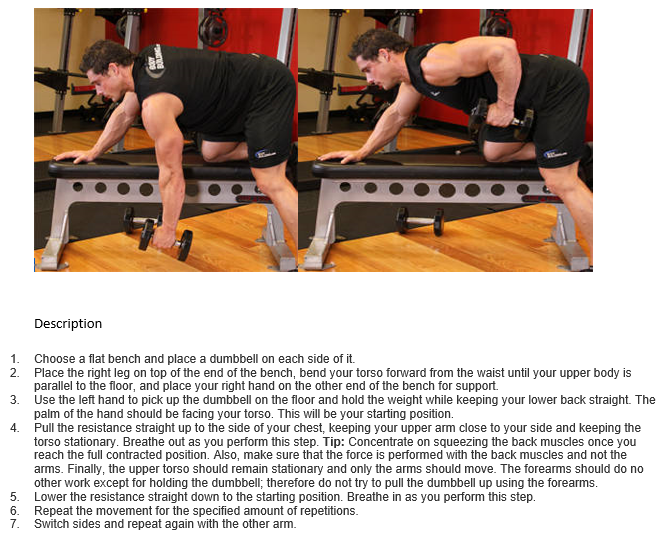 Description
1. Choose a flat bench and place a dumbbell on each side of it.
2. Place the right leg on top of the end of the bench, bend your torso forward from the waist until your upper body is
parallel to the floor, and place your right hand on the other end of the bench for support.
3. Use the left hand to pick up the dumbbell on the floor and hold the weight while keeping your lower back straight. The
palm of the hand should be facing your torso. This will be your starting position.
4. Pull the resistance straight up to the side of your chest, keeping your upper arm close to your side and keeping the
torso stationary. Breathe out as you perform this step. Tip: Concentrate on squeezing the back muscles once you
reach the full contracted position. Also, make sure that the force is performed with the back muscles and not the
arms. Finally, the upper torso should remain stationary and only the arms should move. The forearms should do no
other work except for holding the dumbbell; therefore do not try to pull the dumbbell up using the forearms.
5. Lower the resistance straight down to the starting position. Breathe in as you perform this step.
6. Repeat the movement for the specified amount of repetitions.
7. Switch sides and repeat again with the other arm.